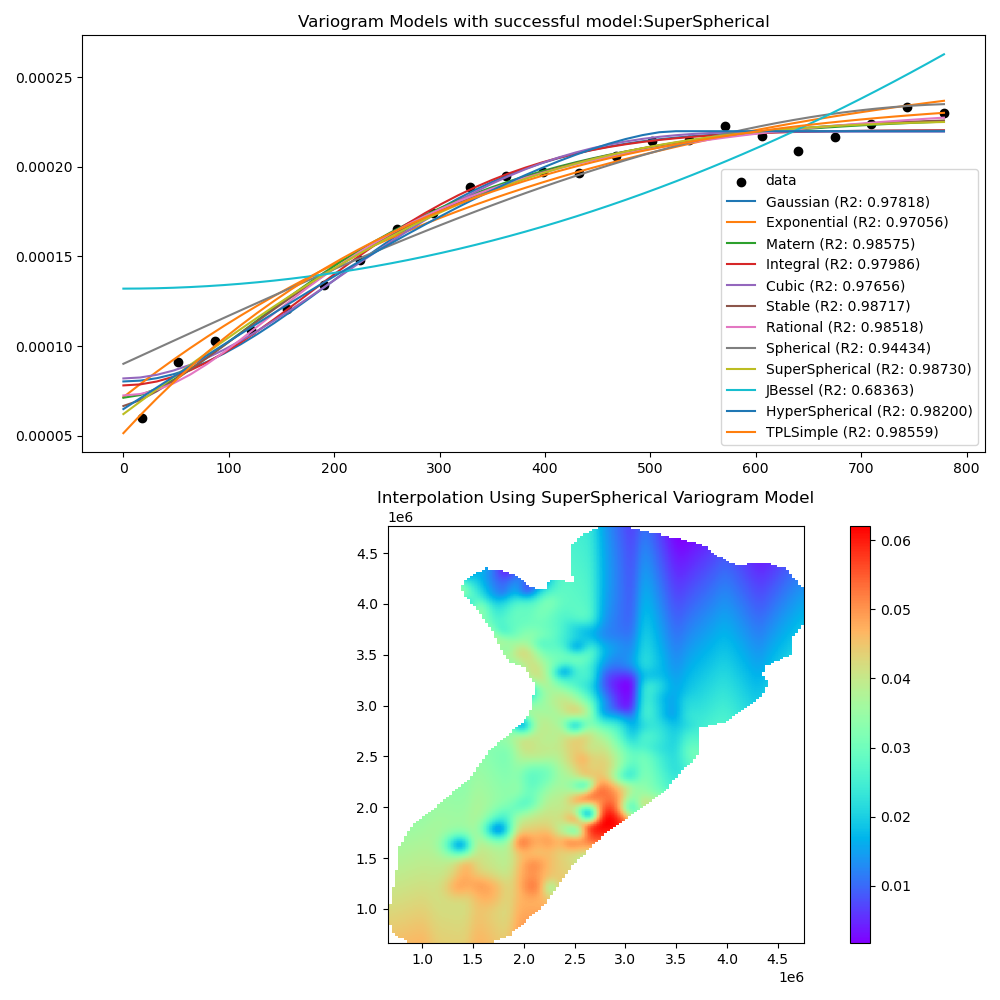 Variogram Models with successful model:SuperSpherical
0.00025
0.00020
0.00015
0.00010
0.00005
data
Gaussian (R2: 0.97818)
Exponential (R2: 0.97056)
Matern (R2: 0.98575)
Integral (R2: 0.97986)
Cubic (R2: 0.97656)
Stable (R2: 0.98717)
Rational (R2: 0.98518)
Spherical (R2: 0.94434)
SuperSpherical (R2: 0.98730)
JBessel (R2: 0.68363)
HyperSpherical (R2: 0.98200)
TPLSimple (R2: 0.98559)
0 100 200 300 400 500 600 700 800
Interpolation Using SuperSpherical Variogram Model
1e6
4.5
4.0
3.5
3.0
2.5
2.0
1.5
1.0
1.0 1.5 2.0 2.5 3.0 3.5 4.0 4.5
1e6
0.06
0.05
0.04
0.03
0.02
0.01